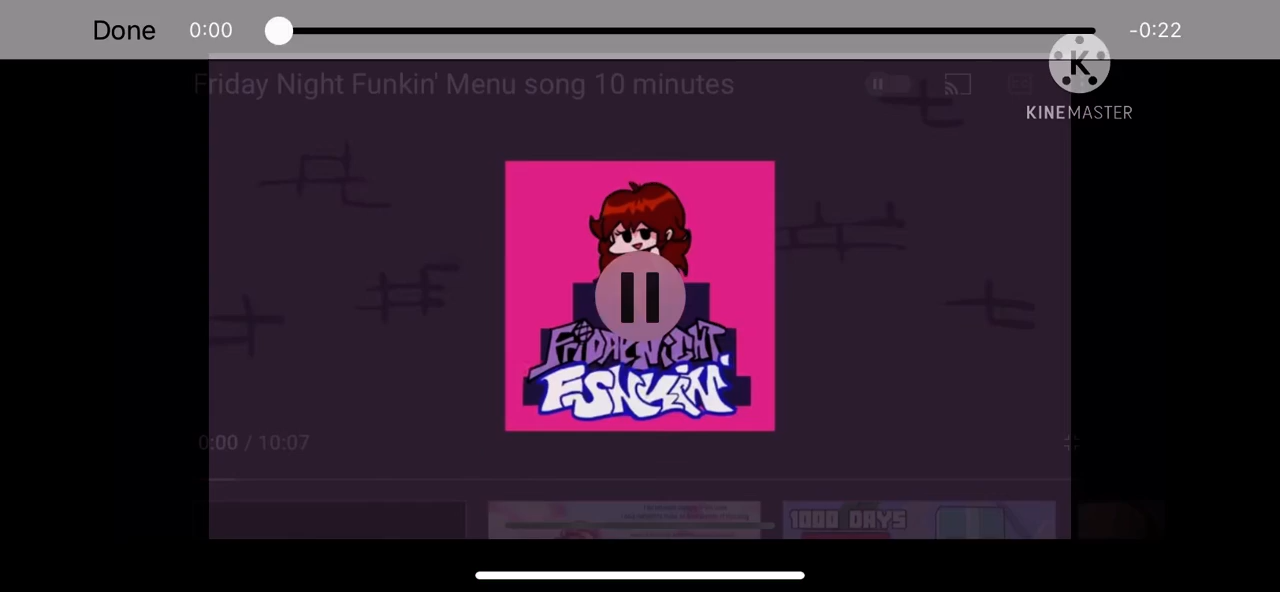 Done 0:00 -0:22
Friday Night Funkin' Menu song 10 minutes
K
KINEMASTER
FRiDAY NiGHT
FUNKiN'
0:00 / 10:07
1000 DAYS